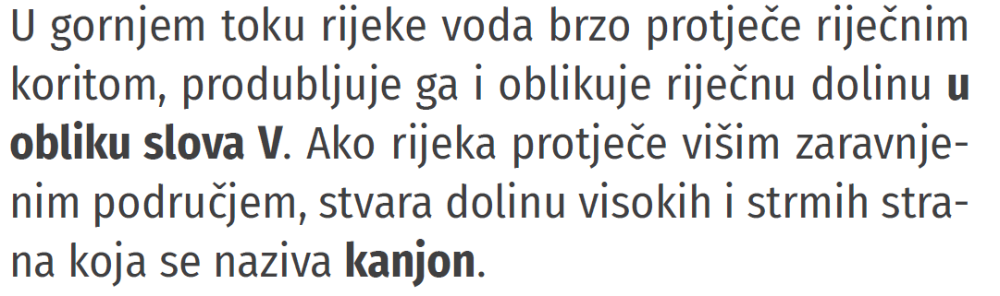 U gornjem toku rijeke voda brzo protječe riječnim
koritom, produbljuje ga i oblikuje riječnu dolinu u
obliku slova V. Ako rijeka protječe višim zaravnje-
nim područjem, stvara dolinu visokih i strmih stra-
na koja se naziva kanjon.